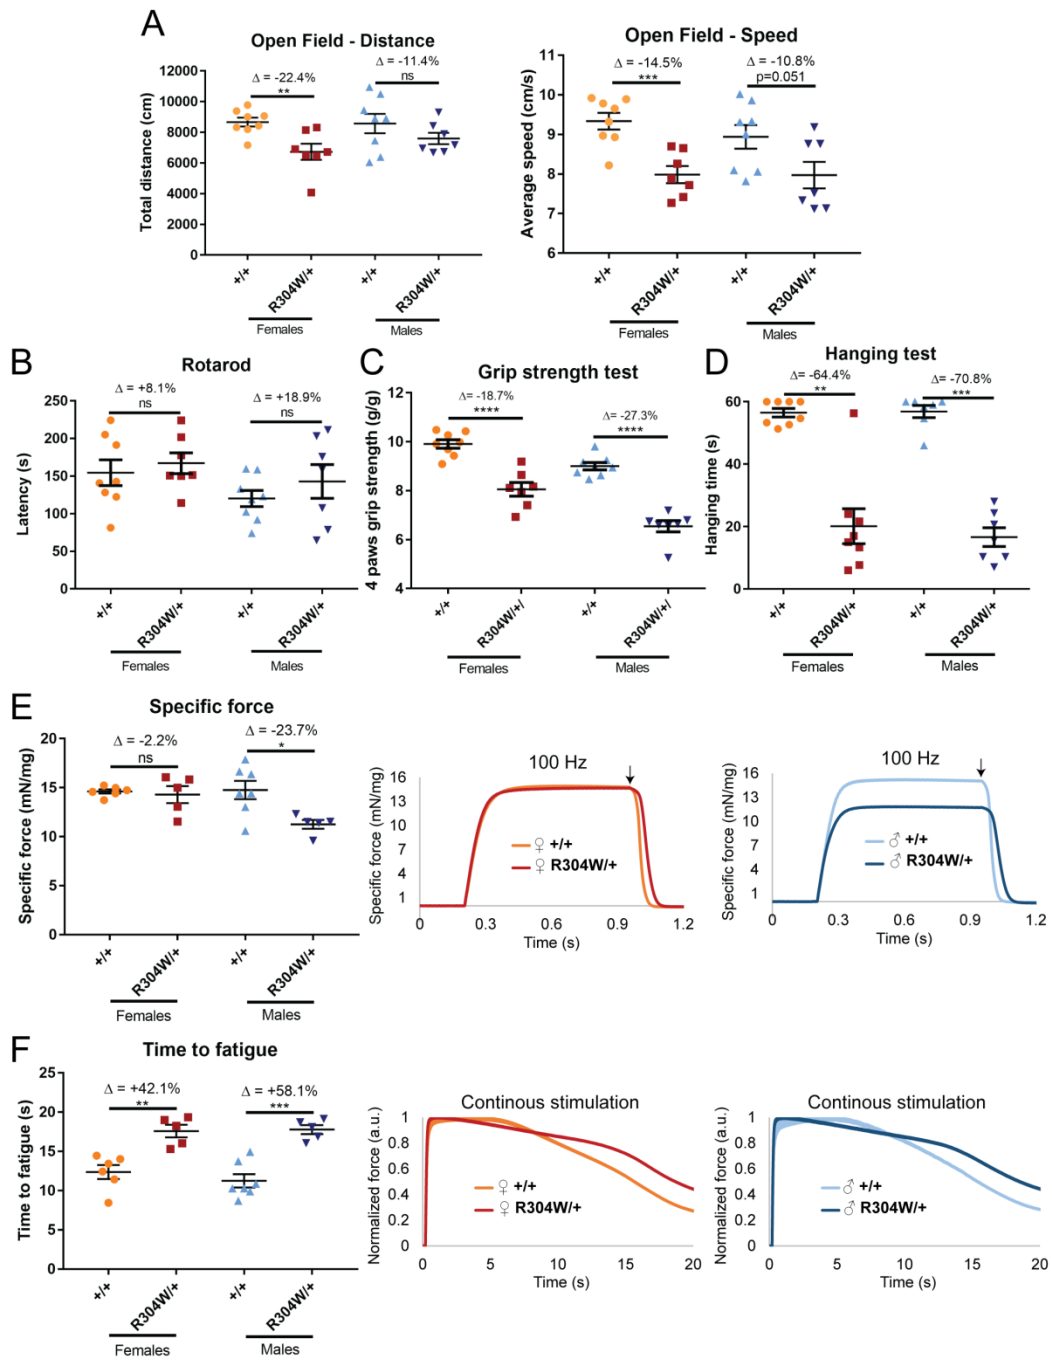 A
Open Field - Distance
Δ = -22.4%
**
Δ = -11.4%
ns
Total distance (cm)
12000
10000
8000
6000
4000
2000
0
+/+
R304W/+
+/+
R304W/+
Females
Males
Open Field - Speed
Δ = -14.5%
***
Δ = -10.8%
p=0.051
Average speed (cm/s)
11
10
9
8
7
6
+/+
R304W/+
+/+
R304W/+
Females
Males
B
Rotarod
Δ = +8.1%
ns
Δ = +18.9%
ns
Latency (s)
250
200
150
100
50
0
+/+
R304W/+
+/+
R304W/+
Females
Males
C
Grip strength test
Δ = -18.7%
****
Δ = -27.3%
****
4 paws grip strength (g/g)
12
10
8
6
4
+/+
R304W/+/
+/+
R304W/+/
Females
Males
D
Hanging test
Δ = -64.4%
**
Δ = -70.8%
***
Hanging time (s)
60
40
20
0
+/+
R304W/+
+/+
R304W/+
Females
Males
E
Specific force
Δ = -2.2%
ns
Δ = -23.7%
*
Specific force (mN/mg)
20
15
10
5
0
+/+
R304W/+
+/+
R304W/+
Females
Males
100 Hz
Specific force (mN/mg)
16
13
10
7
4
1
♀ +/+
♀ R304W/+
0 0.3 0.6 0.9 1.2
Time (s)
100 Hz
Specific force (mN/mg)
16
13
10
7
4
1
♂ +/+
♂ R304W/+
0.3 0.6 0.9 1.2
Time (s)
F
Time to fatigue
Δ = +42.1%
**
Δ = +58.1%
***
Time to fatigue (s)
25
20
15
10
5
0
+/+
R304W/+
+/+
R304W/+
Females
Males
Continous stimulation
Normalized force (a.u.)
1
0.8
0.6
0.4
0.2
0
♀ +/+
♀ R304W/+
0 5 10 15 20
Time (s)
Continous stimulation
Normalized force (a.u.)
1
0.8
0.6
0.4
0.2
0
♂ +/+
♂ R304W/+
0 5 10 15 20
Time (s)